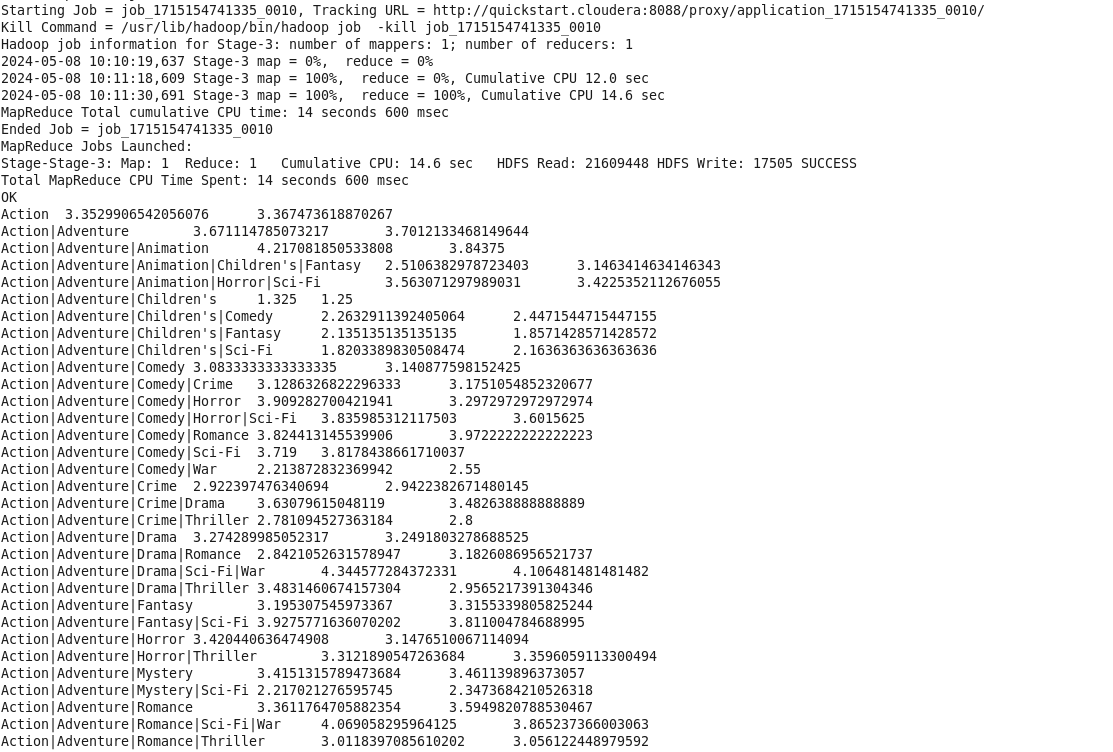 Starting Job = job_1715154741335_0010, Tracking URL = http://quickstart.cloudera:8088/proxy/application_1715154741335_0010/
Kill Command = /usr/lib/hadoop/bin/hadoop job  -kill job_1715154741335_0010
Hadoop job information for Stage-3: number of mappers: 1; number of reducers: 1
2024-05-08 10:10:19,637 Stage-3 map = 0%,  reduce = 0%
2024-05-08 10:11:18,609 Stage-3 map = 100%,  reduce = 0%, Cumulative CPU 12.0 sec
2024-05-08 10:11:30,691 Stage-3 map = 100%,  reduce = 100%, Cumulative CPU 14.6 sec
MapReduce Total cumulative CPU time: 14 seconds 600 msec
Ended Job = job_1715154741335_0010
MapReduce Jobs Launched:
Stage-Stage-3: Map: 1  Reduce: 1   Cumulative CPU: 14.6 sec   HDFS Read: 21609448 HDFS Write: 17505 SUCCESS
Total MapReduce CPU Time Spent: 14 seconds 600 msec
OK
Action	3.3529906542056076	3.367473618870267
Action|Adventure	3.671114785073217	3.7012133468149644
Action|Adventure|Animation	4.217081850533808	3.84375
Action|Adventure|Animation|Children's|Fantasy	2.5106382978723403	3.1463414634146343
Action|Adventure|Animation|Horror|Sci-Fi	3.563071297989031	3.4225352112676055
Action|Adventure|Children's	1.325	1.25
Action|Adventure|Children's|Comedy	2.2632911392405064	2.4471544715447155
Action|Adventure|Children's|Fantasy	2.135135135135135	1.8571428571428572
Action|Adventure|Children's|Sci-Fi	1.8203389830508474	2.1636363636363636
Action|Adventure|Comedy	3.0833333333333335	3.140877598152425
Action|Adventure|Comedy|Crime	3.1286326822296333	3.1751054852320677
Action|Adventure|Comedy|Horror	3.909282700421941	3.2972972972972974
Action|Adventure|Comedy|Horror|Sci-Fi	3.835985312117503	3.6015625
Action|Adventure|Comedy|Romance	3.824413145539906	3.9722222222222223
Action|Adventure|Comedy|Sci-Fi	3.719	3.8178438661710037
Action|Adventure|Comedy|War	2.213872832369942	2.55
Action|Adventure|Crime	2.922397476340694	2.9422382671480145
Action|Adventure|Crime|Drama	3.63079615048119	3.482638888888889
Action|Adventure|Crime|Thriller	2.781094527363184	2.8
Action|Adventure|Drama	3.274289985052317	3.2491803278688525
Action|Adventure|Drama|Romance	2.8421052631578947	3.1826086956521737
Action|Adventure|Drama|Sci-Fi|War	4.344577284372331	4.106481481481482
Action|Adventure|Drama|Thriller	3.4831460674157304	2.9565217391304346
Action|Adventure|Fantasy	3.195307545973367	3.3155339805825244
Action|Adventure|Fantasy|Sci-Fi	3.9275771636070202	3.811004784688995
Action|Adventure|Horror	3.420440636474908	3.1476510067114094
Action|Adventure|Horror|Thriller	3.3121890547263684	3.3596059113300494
Action|Adventure|Mystery	3.4151315789473684	3.461139896373057
Action|Adventure|Mystery|Sci-Fi	2.217021276595745	2.3473684210526318
Action|Adventure|Romance	3.3611764705882354	3.5949820788530467
Action|Adventure|Romance|Sci-Fi|War	4.069058295964125	3.865237366003063
Action|Adventure|Romance|Thriller	3.0118397085610202	3.056122448979592